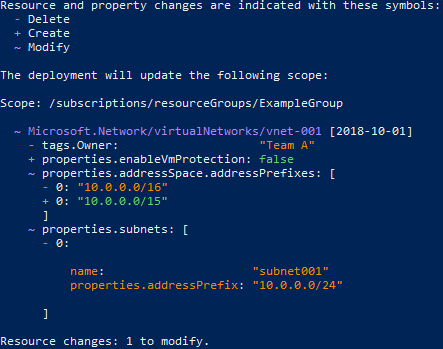 Resource and property changes are indicated with these symbols:
- Delete
+ Create
~ Modify
The deployment will update the following scope:
Scope: /subscriptions/resourceGroups/ExampleGroup
~ Microsoft.Network/virtualNetworks/vnet-001 [2018-10-01]
- tags.Owner: "Team A"
+ properties.enableVmProtection: false
~ properties.addressSpace.addressPrefixes: [
- 0: "10.0.0.0/16"
+ 0: "10.0.0.0/15"
]
~ properties.subnets: [
- 0:
name: "subnet001"
properties.addressPrefix: "10.0.0.0/24"
]
Resource changes: 1 to modify.